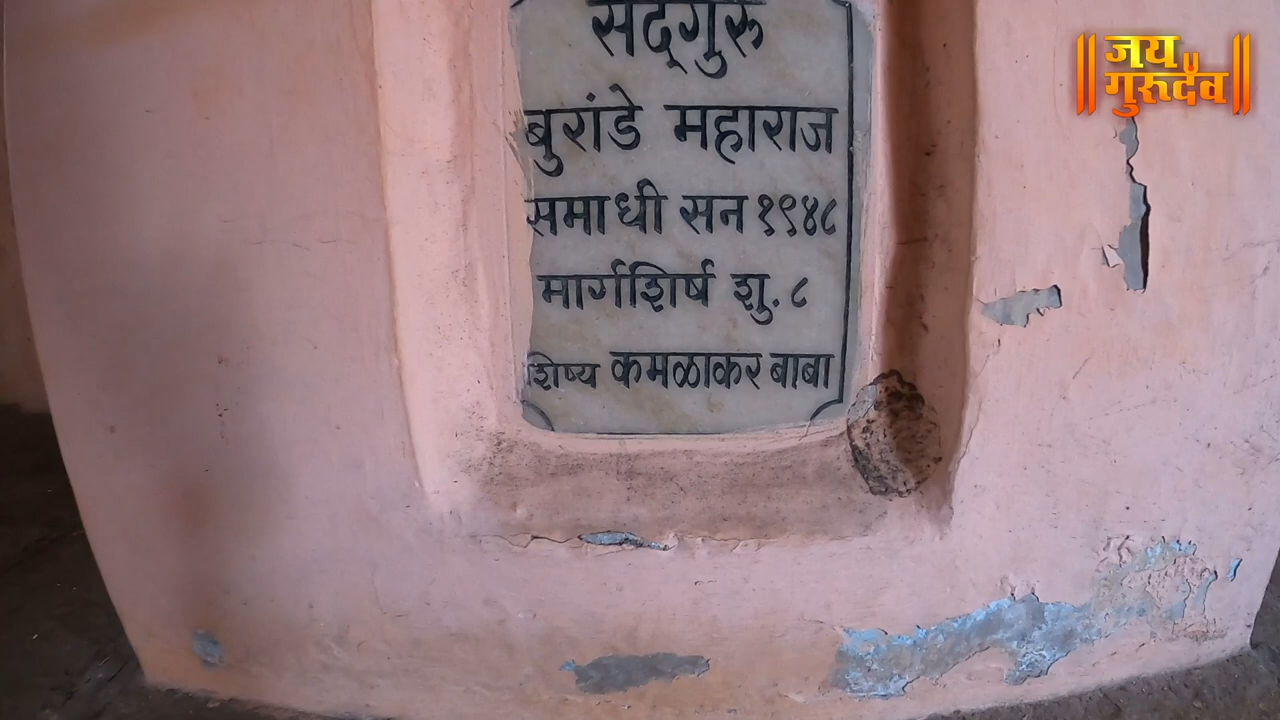 सद्‌गुरु
बुरांडे महाराज
समाधी सन १९४८
मार्गशिर्ष शु. ८
शिष्य कमळाकर बाबा
|| जय गुरूदेव ||